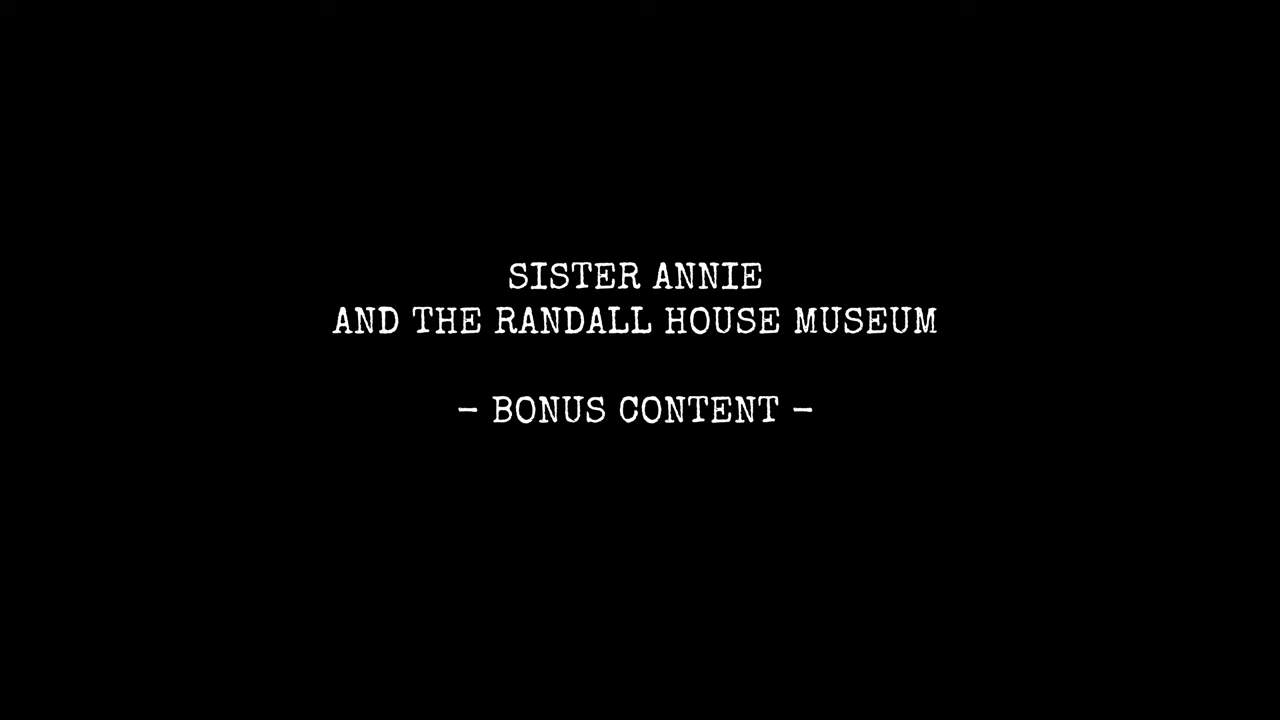 SISTER ANNIE
AND THE RANDALL HOUSE MUSEUM
- BONUS CONTENT -